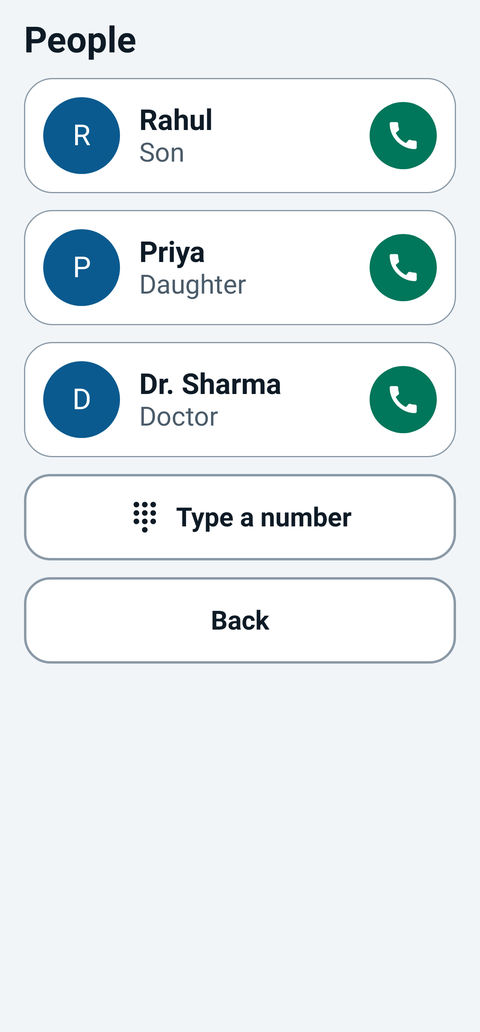 People
R
Rahul
Son
P
Priya
Daughter
D
Dr. Sharma
Doctor
Type a number
Back